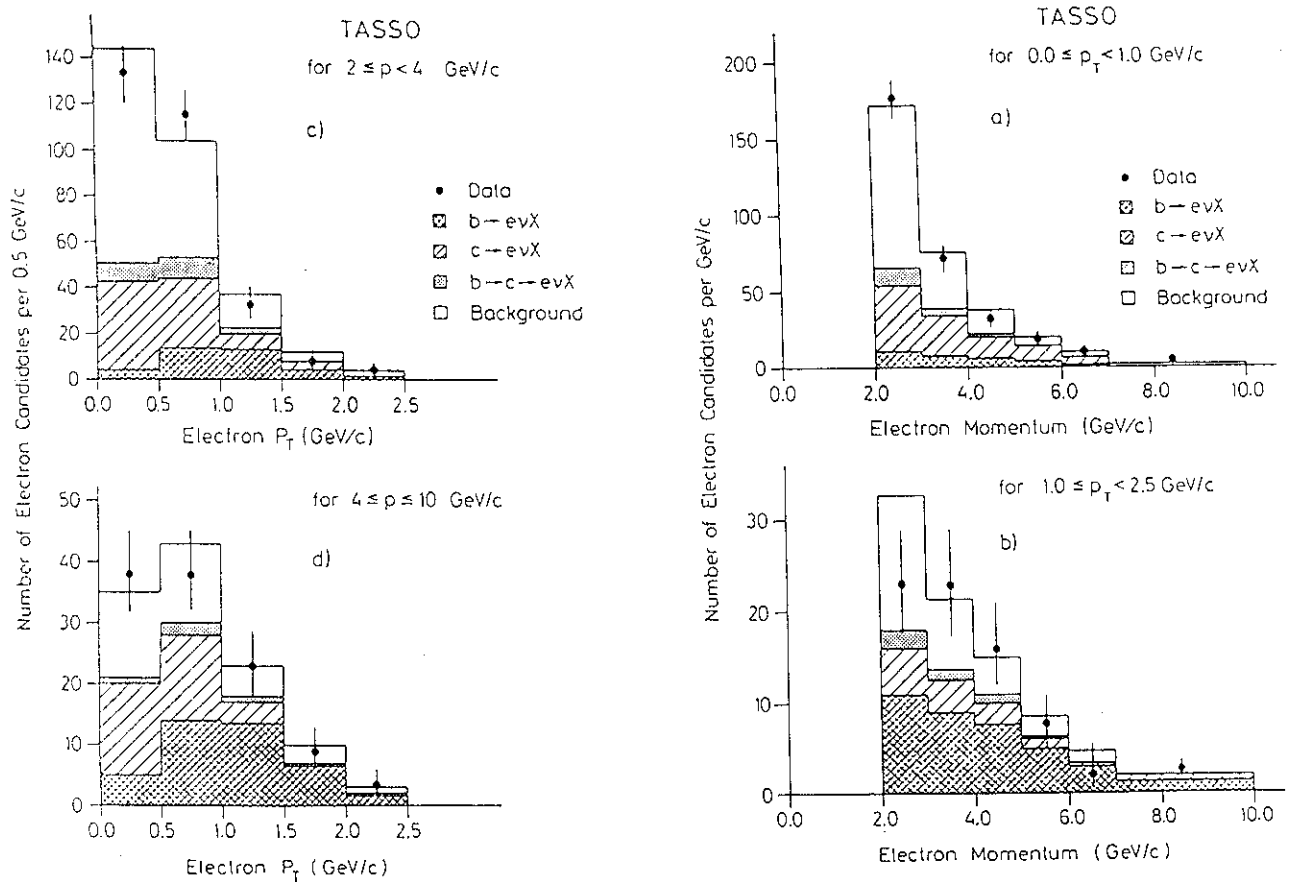 TASSO
for 2 ≤ p < 4 GeV/c
c)
Data
b→eνX
c→eνX
b→c→eνX
Background
140
120
100
80
60
40
20
0
0.0 0.5 1.0 1.5 2.0 2.5
Electron P_T (GeV/c)
Number of Electron Candidates per 0.5 GeV/c
for 4 ≤ p ≤ 10 GeV/c
d)
50
40
30
20
10
0
0.0 0.5 1.0 1.5 2.0 2.5
Electron P_T (GeV/c)
TASSO
for 0.0 ≤ p_T < 1.0 GeV/c
a)
Data
b→eνX
c→eνX
b→c→eνX
Background
200
150
100
50
0
0.0 2.0 4.0 6.0 8.0 10.0
Electron Momentum (GeV/c)
Number of Electron Candidates per GeV/c
for 1.0 ≤ p_T < 2.5 GeV/c
b)
30
20
10
0
0.0 2.0 4.0 6.0 8.0 10.0
Electron Momentum (GeV/c)